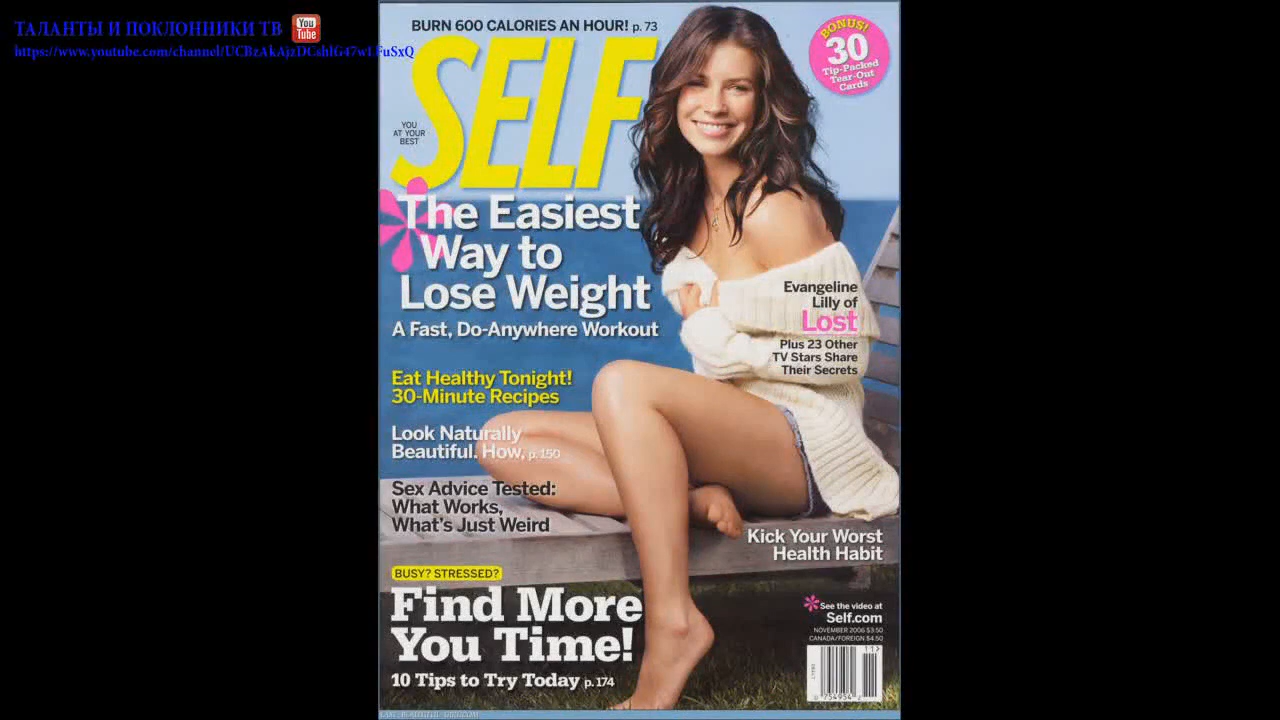 ТАЛАНТЫ И ПОКЛОННИКИ ТВ You Tube
BURN 600 CALORIES AN HOUR! p. 73
SELF
YOU
AT YOUR
BEST
BONUS!
30
Tip-Packed
Tear-Out
Cards
The Easiest
Way to
Lose Weight
A Fast, Do-Anywhere Workout
Evangeline
Lilly of
Lost
Plus 23 Other
TV Stars Share
Their Secrets
Eat Healthy Tonight!
30-Minute Recipes
Look Naturally
Beautiful. How, p. 150
Sex Advice Tested:
What Works,
What's Just Weird
Kick Your Worst
Health Habit
BUSY? STRESSED?
Find More
You Time!
10 Tips to Try Today p. 174
See the video at
Self.com
NOVEMBER 2006 $3.50
CANADA/FOREIGN $4.50
11>